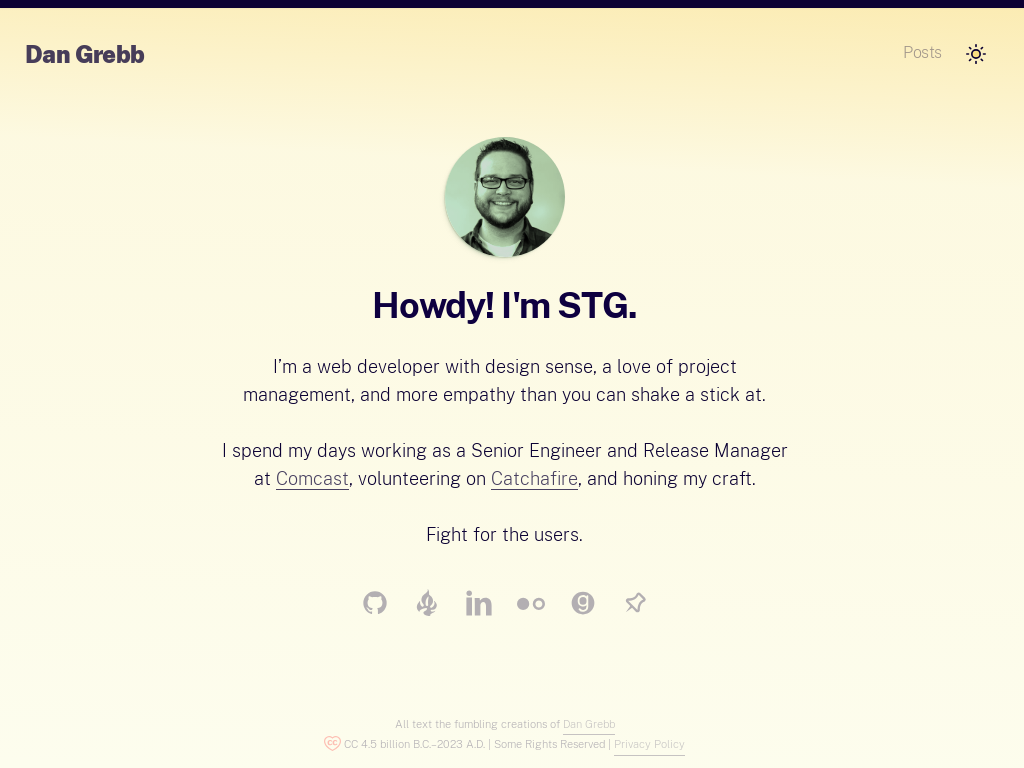 Dan Grebb
Posts
Howdy! I'm STG.
I’m a web developer with design sense, a love of project
management, and more empathy than you can shake a stick at.
I spend my days working as a Senior Engineer and Release Manager
at Comcast, volunteering on Catchafire, and honing my craft.
Fight for the users.
All text the fumbling creations of Dan Grebb
CC 4.5 billion B.C.–2023 A.D. | Some Rights Reserved | Privacy Policy